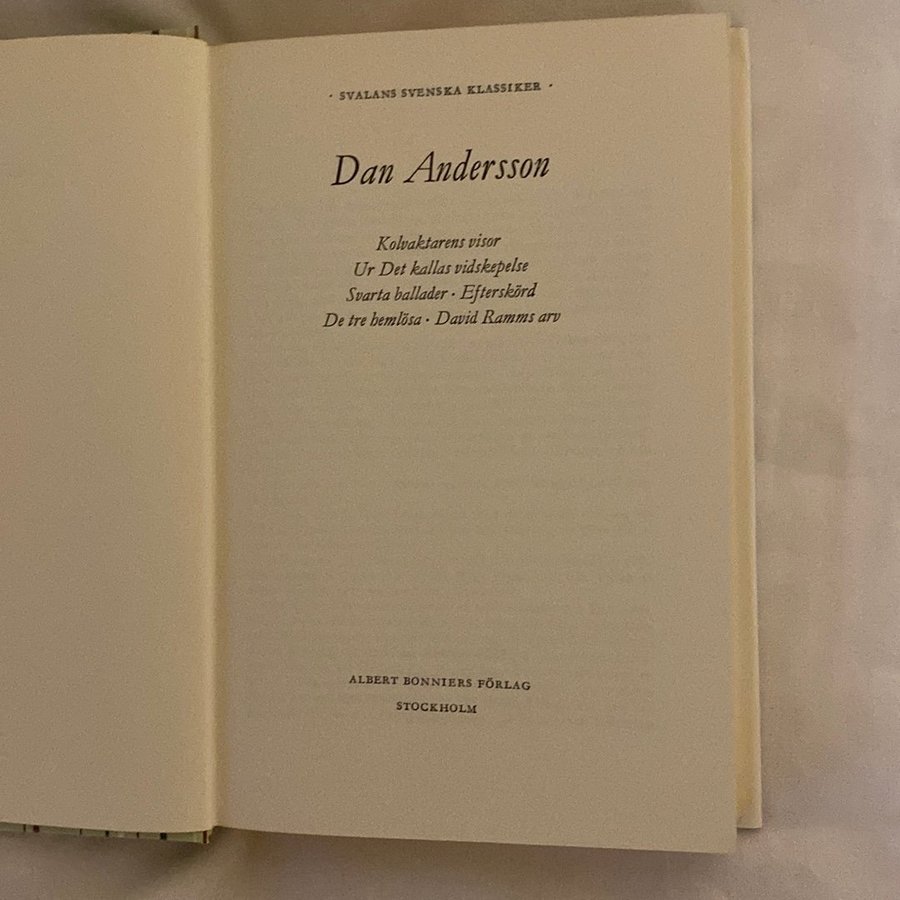 · SVALANS SVENSKA KLASSIKER ·
Dan Andersson
Kolvaktarens visor
Ur Det kallas vidskepelse
Svarta ballader · Efterskörd
De tre hemlösa · David Ramms arv
ALBERT BONNIERS FÖRLAG
STOCKHOLM